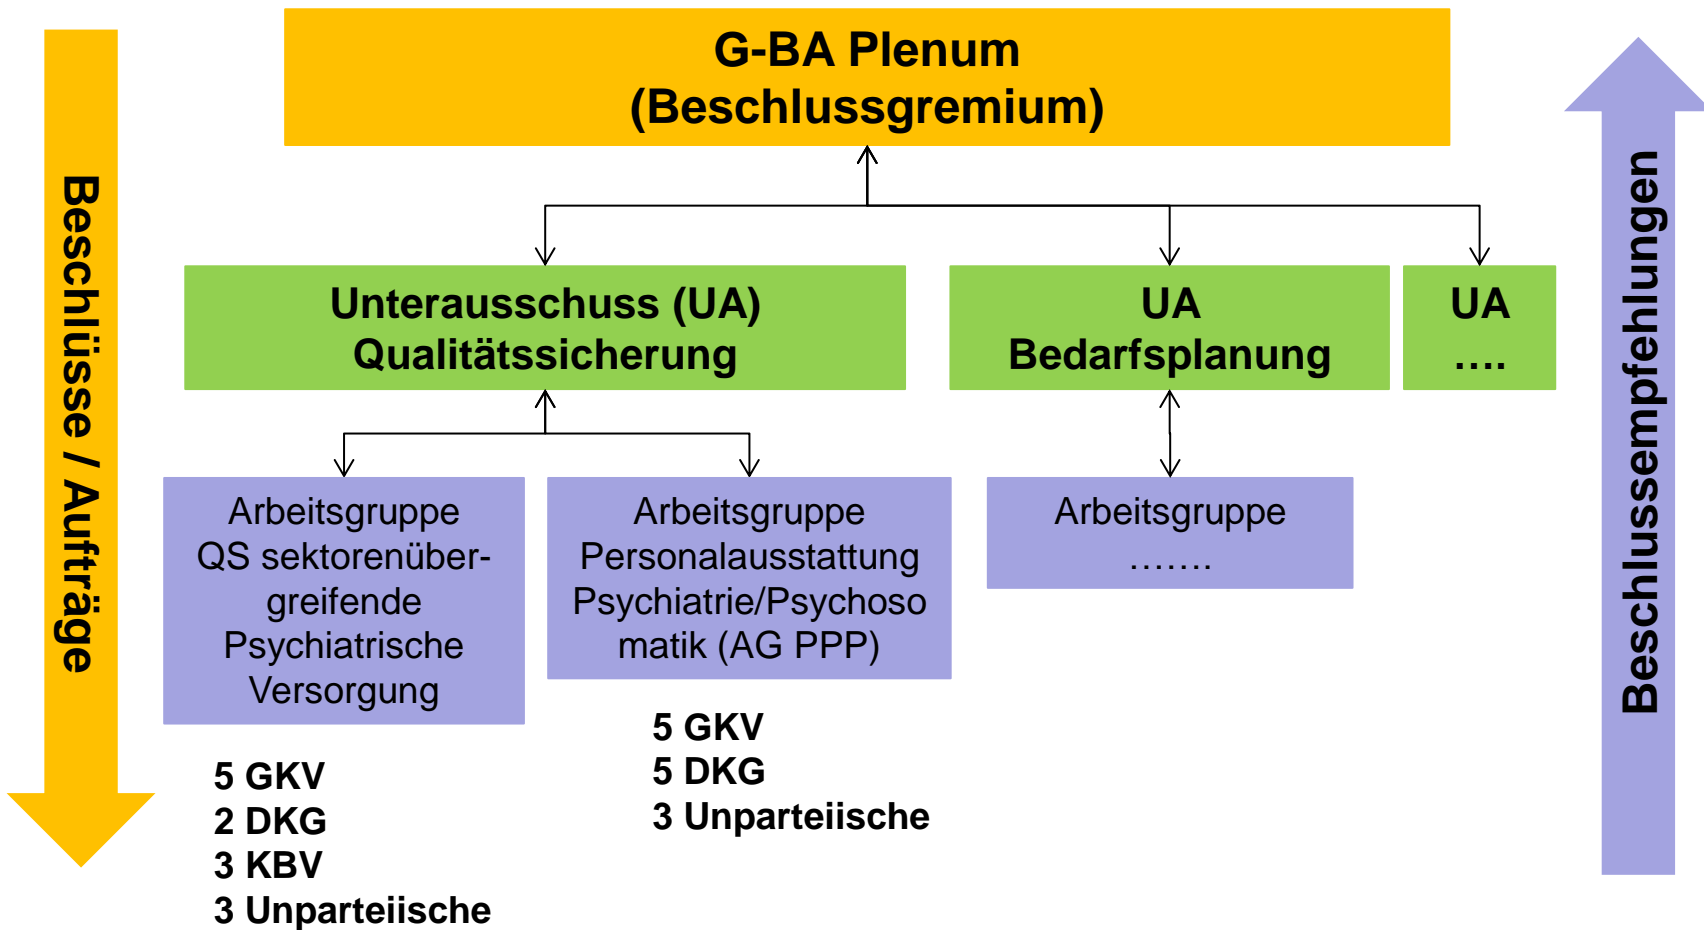 G-BA Plenum
(Beschlussgremium)
Beschlüsse / Aufträge
Beschlussempfehlungen
Unterausschuss (UA)
Qualitätssicherung
UA
Bedarfsplanung
UA
....
Arbeitsgruppe
QS sektorenüber-
greifende
Psychiatrische
Versorgung
Arbeitsgruppe
Personalausstattung
Psychiatrie/Psychoso
matik (AG PPP)
Arbeitsgruppe
.......
5 GKV
2 DKG
3 KBV
3 Unparteiische
5 GKV
5 DKG
3 Unparteiische